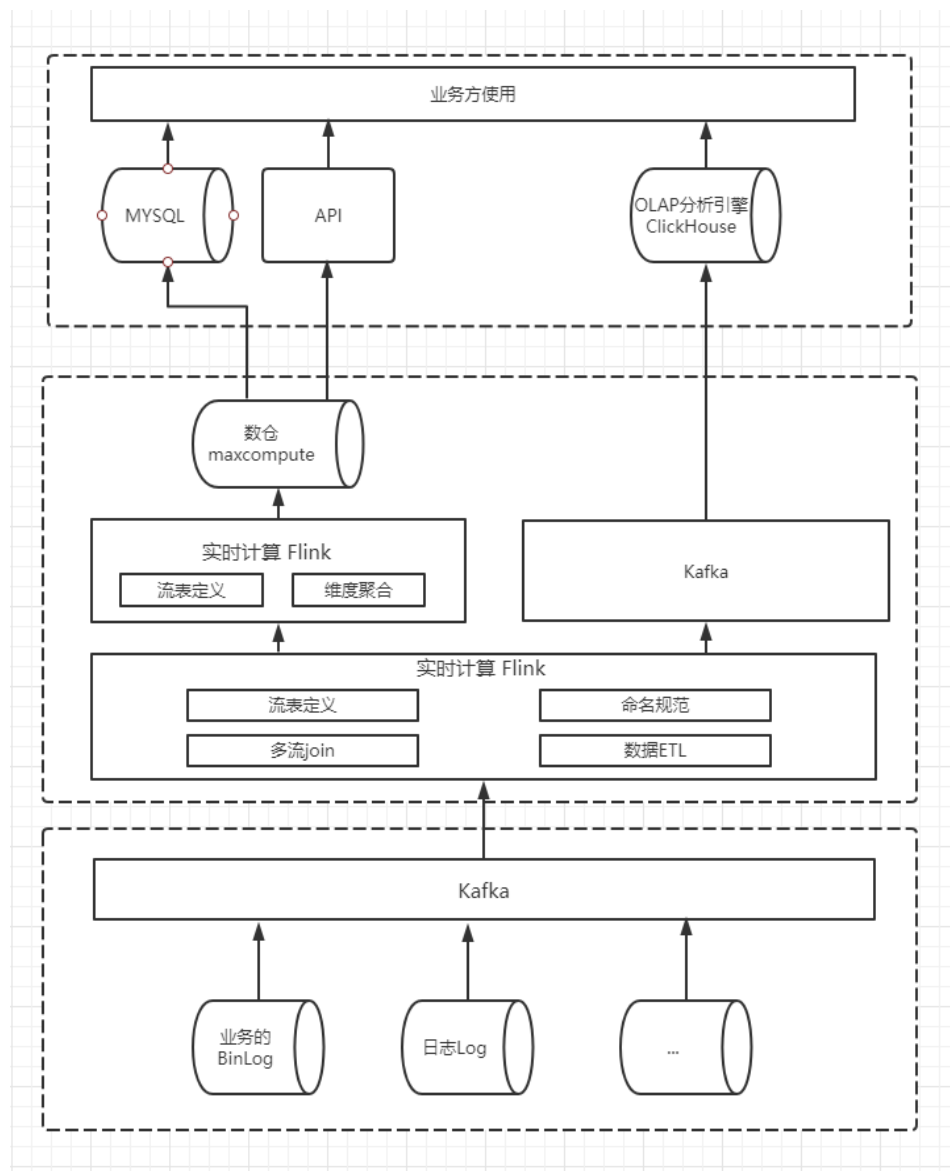 业务方使用
MYSQL
API
OLAP分析引擎
ClickHouse
数仓
maxcompute
实时计算 Flink
流表定义
维度聚合
Kafka
实时计算 Flink
流表定义
命名规范
多流join
数据ETL
Kafka
业务的
BinLog
日志Log
...